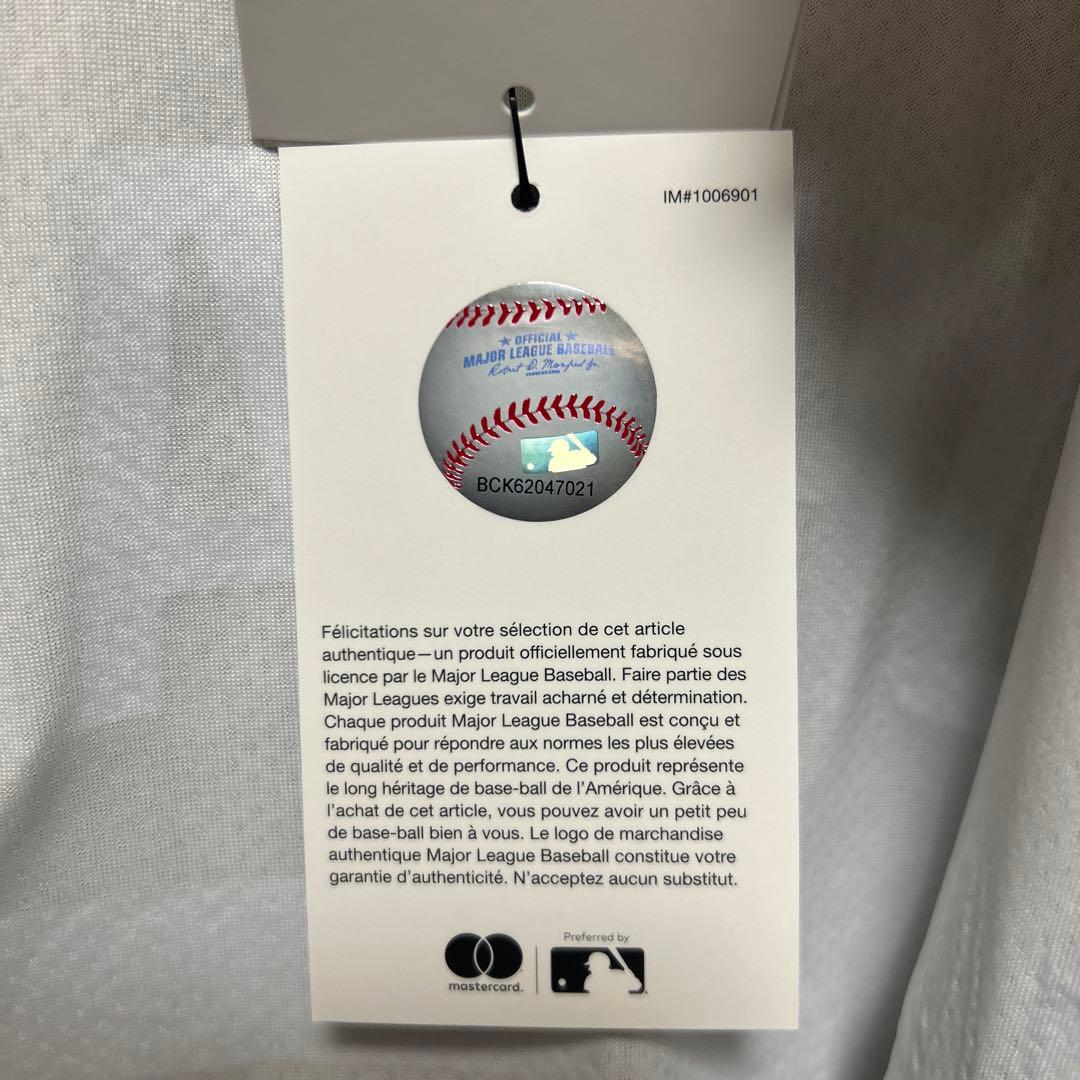 IM#1006901
★ OFFICIAL ★
MAJOR LEAGUE BASEBALL
Robert D. Manfred Jr.
BCK62047021
Félicitations sur votre sélection de cet article
authentique—un produit officiellement fabriqué sous
licence par le Major League Baseball. Faire partie des
Major Leagues exige travail acharné et détermination.
Chaque produit Major League Baseball est conçu et
fabriqué pour répondre aux normes les plus élevées
de qualité et de performance. Ce produit représente
le long héritage de base-ball de l'Amérique. Grâce à
l'achat de cet article, vous pouvez avoir un petit peu
de base-ball bien à vous. Le logo de marchandise
authentique Major League Baseball constitue votre
garantie d'authenticité. N'acceptez aucun substitut.
Preferred by
mastercard.